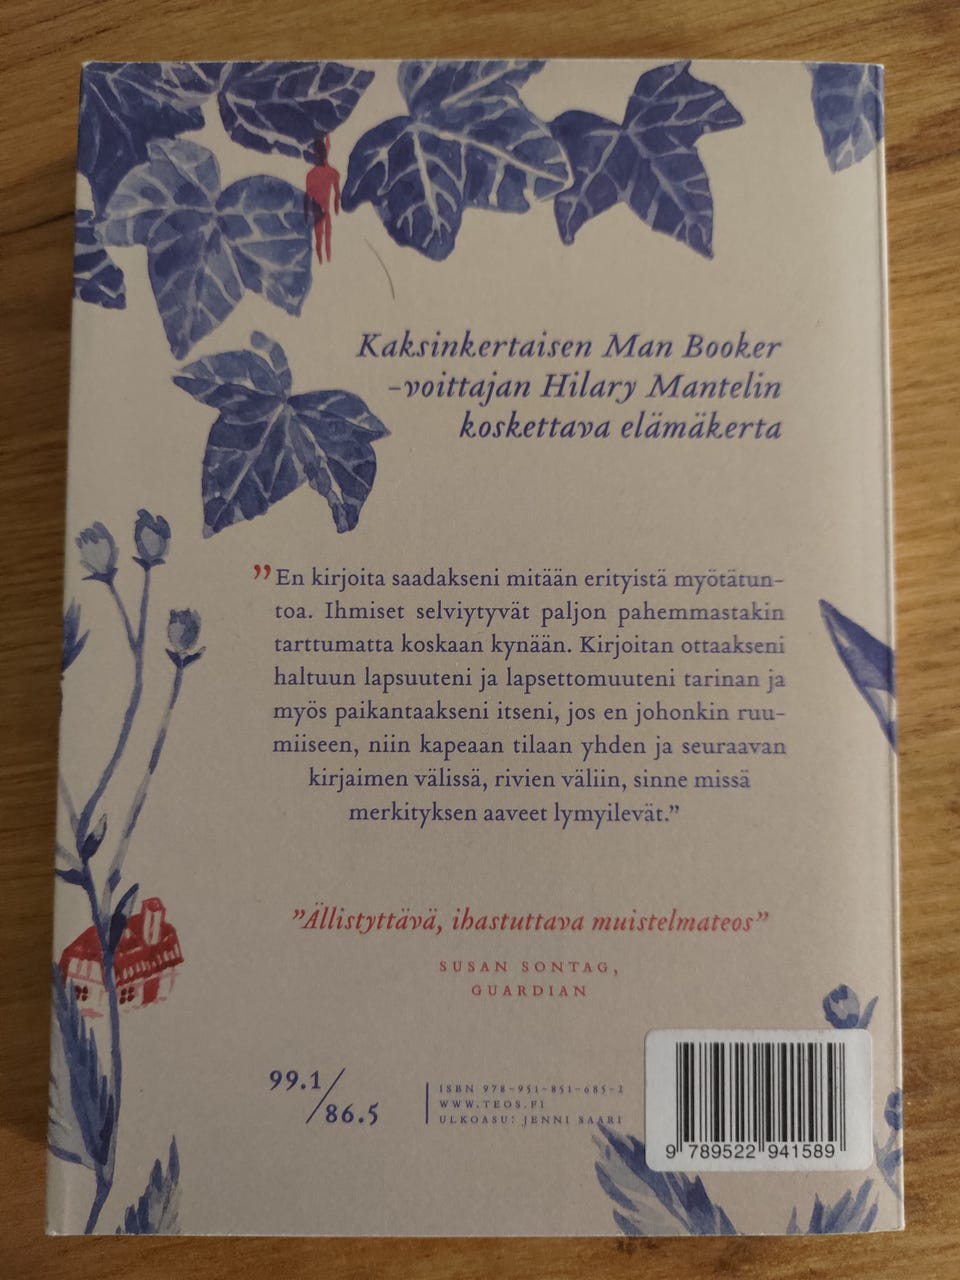 Kaksinkertaisen Man Booker
-voittajan Hilary Mantelin
koskettava elämäkerta
”En kirjoita saadakseni mitään erityistä myötätun-
toa. Ihmiset selviytyvät paljon pahemmastakin
tarttumatta koskaan kynään. Kirjoitan ottaakseni
haltuun lapsuuteni ja lapsettomuuteni tarinan ja
myös paikantaakseni itseni, jos en johonkin ruu-
miiseen, niin kapeaan tilaan yhden ja seuraavan
kirjaimen välissä, rivien väliin, sinne missä
merkityksen aaveet lymyilevät.”
”Ällistyttävä, ihastuttava muistelmateos”
SUSAN SONTAG,
GUARDIAN
99.1/86.5
ISBN 978-951-851-685-2
WWW.TEOS.FI
ULKOASU: JENNI SAARI
9 789522 941589